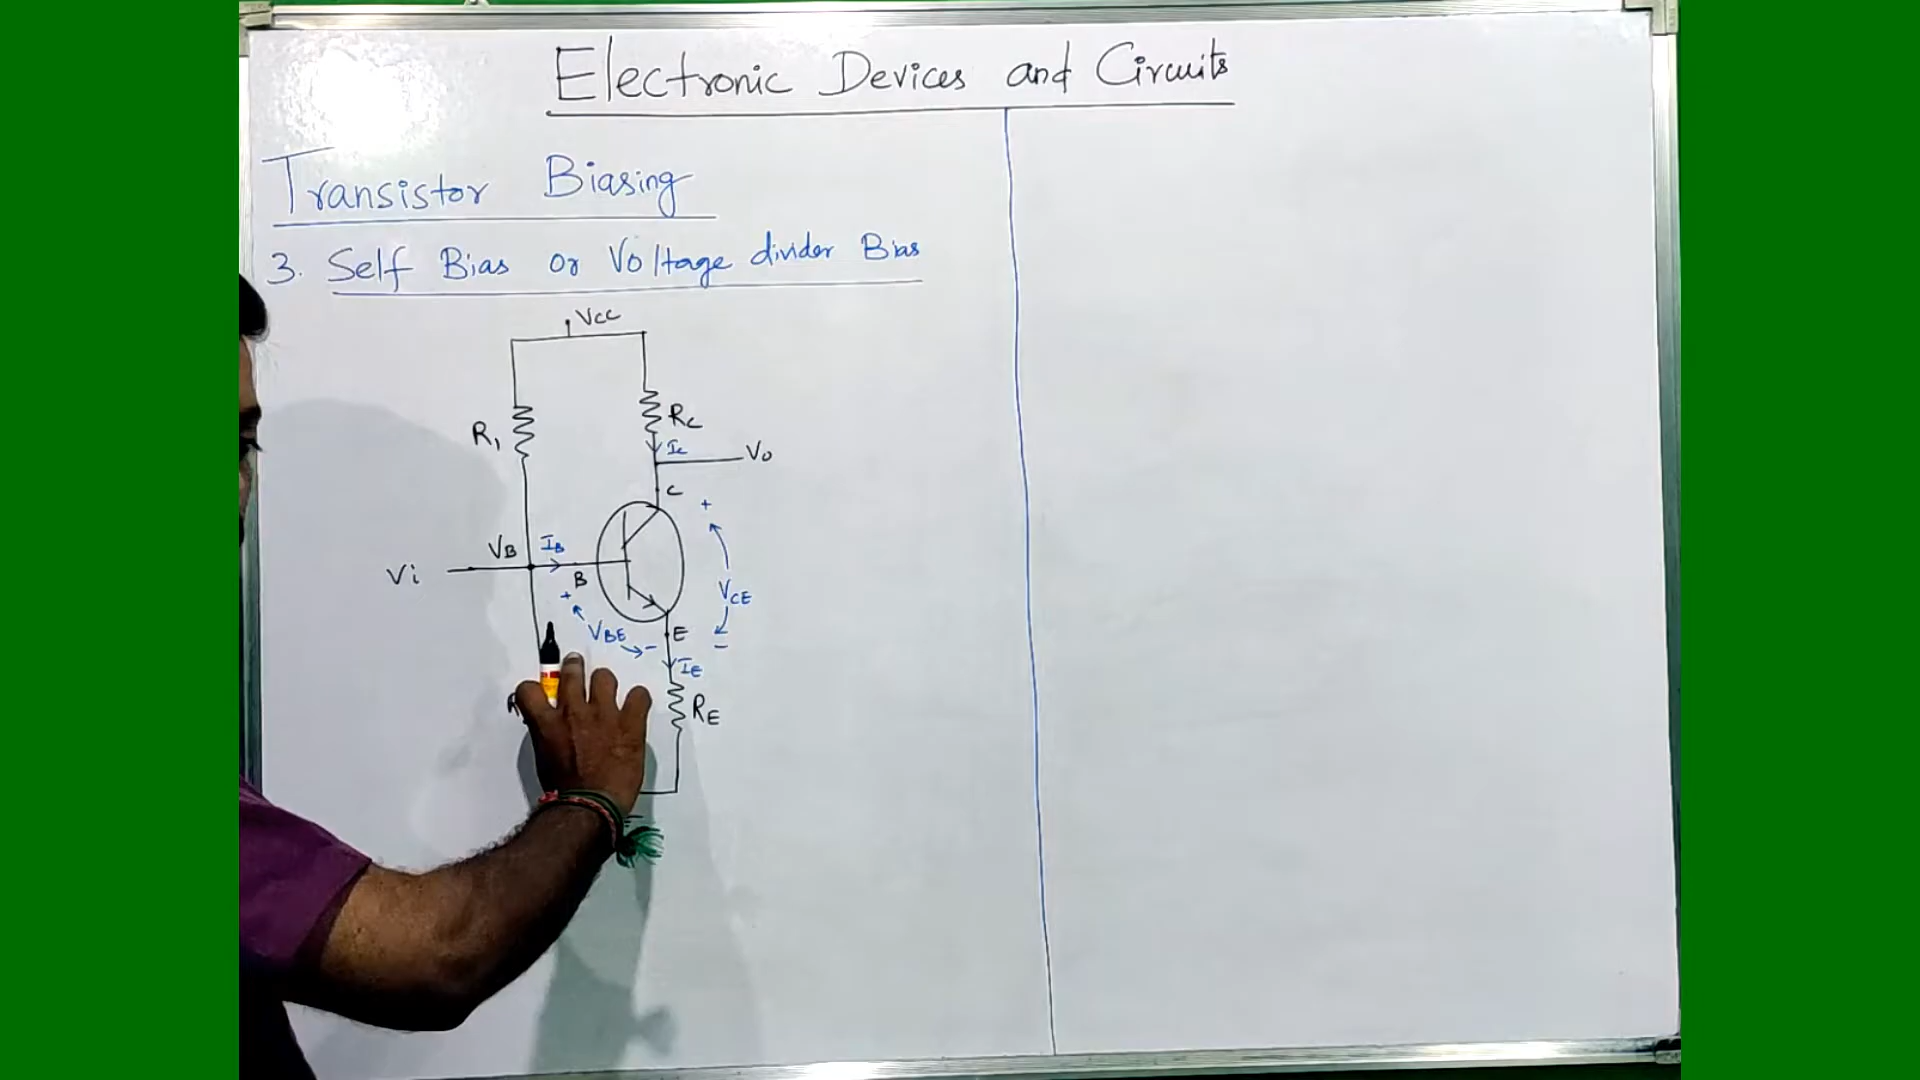 Electronic Devices and Circuits
Transistor Biasing
3. Self Bias or Voltage divider Bias
VCC
R1
RC
IC
Vo
C
+
VB
IB
Vi
B
+
VCE
VBE
-
E
-
IE
RE